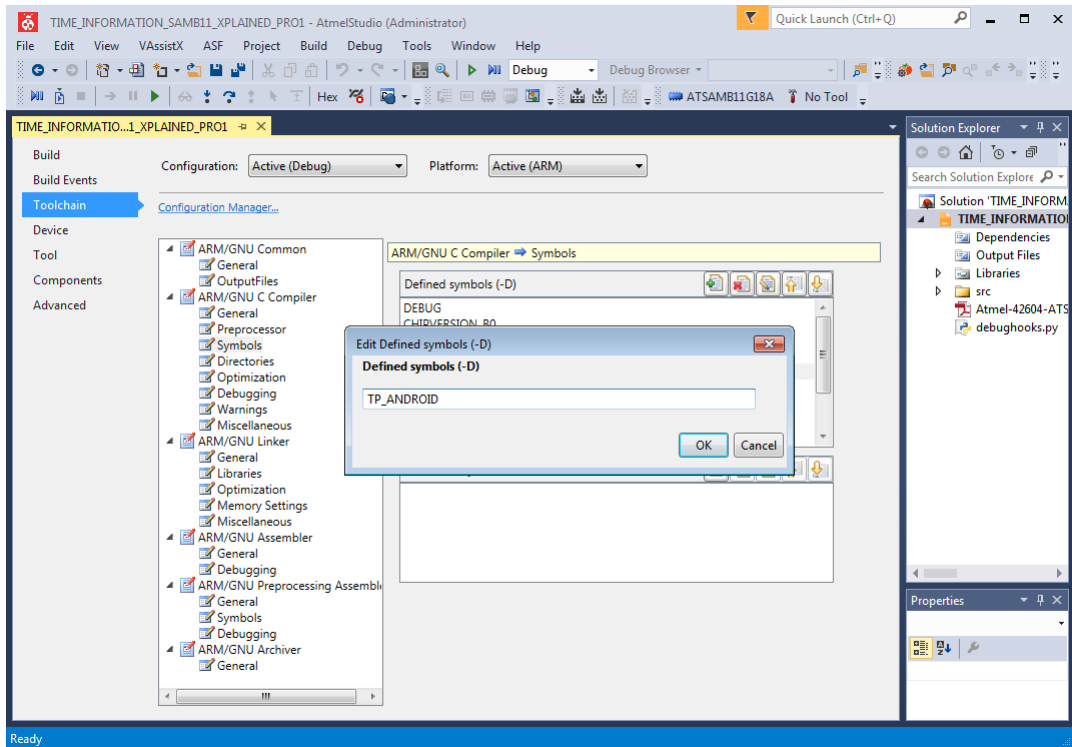 TIME_INFORMATION_SAMB11_XPLAINED_PRO1 - AtmelStudio (Administrator)
Quick Launch (Ctrl+Q)
File Edit View VAssistX ASF Project Build Debug Tools Window Help
Debug Debug Browser
Hex ATSAMB11G18A No Tool
TIME_INFORMATIO...1_XPLAINED_PRO1
Build
Build Events
Toolchain
Device
Tool
Components
Advanced
Configuration: Active (Debug) Platform: Active (ARM)
Configuration Manager...
ARM/GNU Common
General
OutputFiles
ARM/GNU C Compiler
General
Preprocessor
Symbols
Directories
Optimization
Debugging
Warnings
Miscellaneous
ARM/GNU Linker
General
Libraries
Optimization
Memory Settings
Miscellaneous
ARM/GNU Assembler
General
Debugging
ARM/GNU Preprocessing Assemble
General
Symbols
Debugging
ARM/GNU Archiver
General
ARM/GNU C Compiler Symbols
Defined symbols (-D)
DEBUG
CHIPVERSION_B0
Edit Defined symbols (-D)
Defined symbols (-D)
TP_ANDROID
OK Cancel
Solution Explorer
Search Solution Explore
Solution 'TIME_INFORM
TIME_INFORMATIO
Dependencies
Output Files
Libraries
src
Atmel-42604-ATS
debughooks.py
Properties
Ready